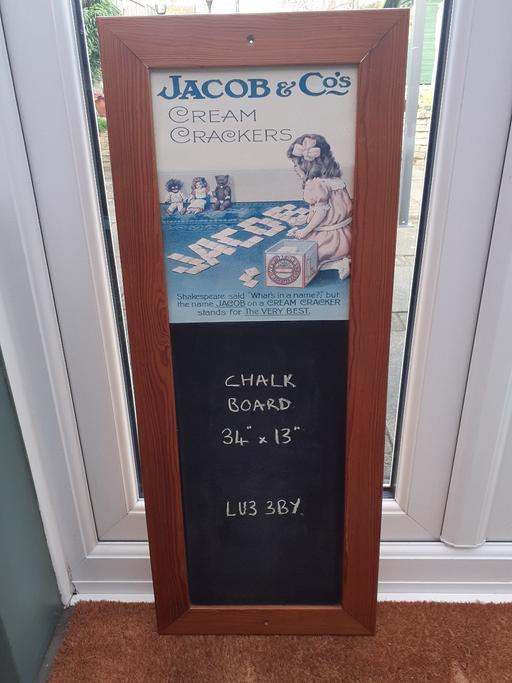 JACOB & Co's
CREAM
CRACKERS
JACOB
Shakespeare said "What's in a name?" but
the name JACOB on a CREAM CRACKER
stands for The VERY BEST.
CHALK
BOARD
34" x 13"
LU3 3BY